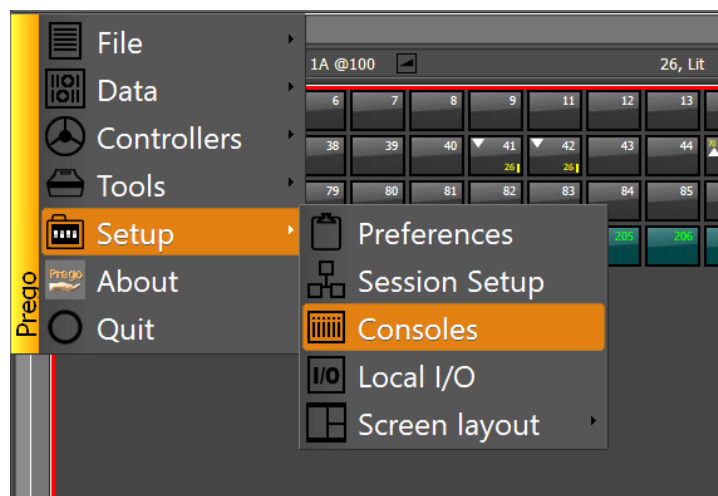 Prego
File
Data
Controllers
Tools
Setup
Prego
About
Quit
Preferences
Session Setup
Consoles
I/O
Local I/O
Screen layout
1A @100
26, Lit
6 7 8 9 11 12 13
38 39 40 41 42 43 44
26 26
79 80 81 82 83 84 85
205 206